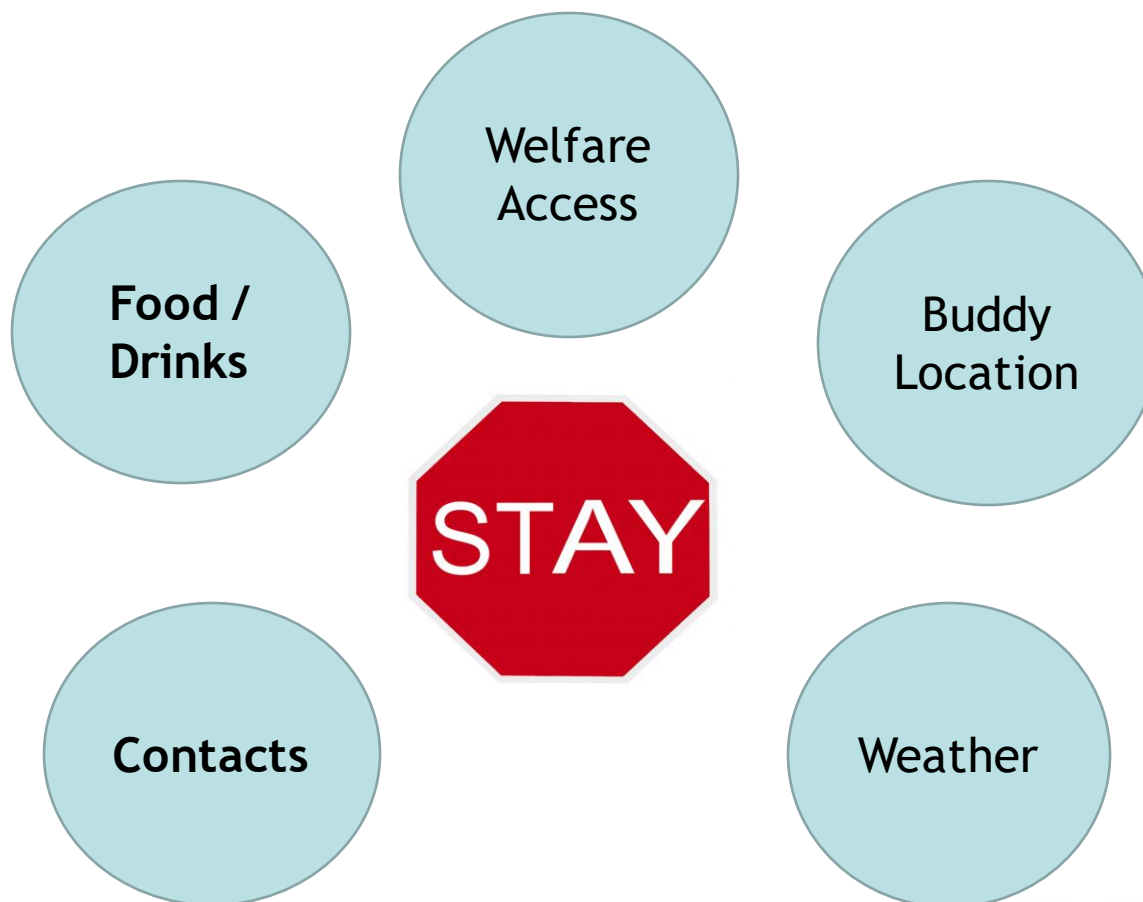 Welfare
Access
Food /
Drinks
Buddy
Location
STAY
Contacts
Weather